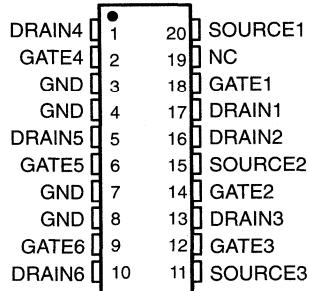 DRAIN4 1 20 SOURCE1
GATE4 2 19 NC
GND 3 18 GATE1
GND 4 17 DRAIN1
DRAIN5 5 16 DRAIN2
GATE5 6 15 SOURCE2
GND 7 14 GATE2
GND 8 13 DRAIN3
GATE6 9 12 GATE3
DRAIN6 10 11 SOURCE3